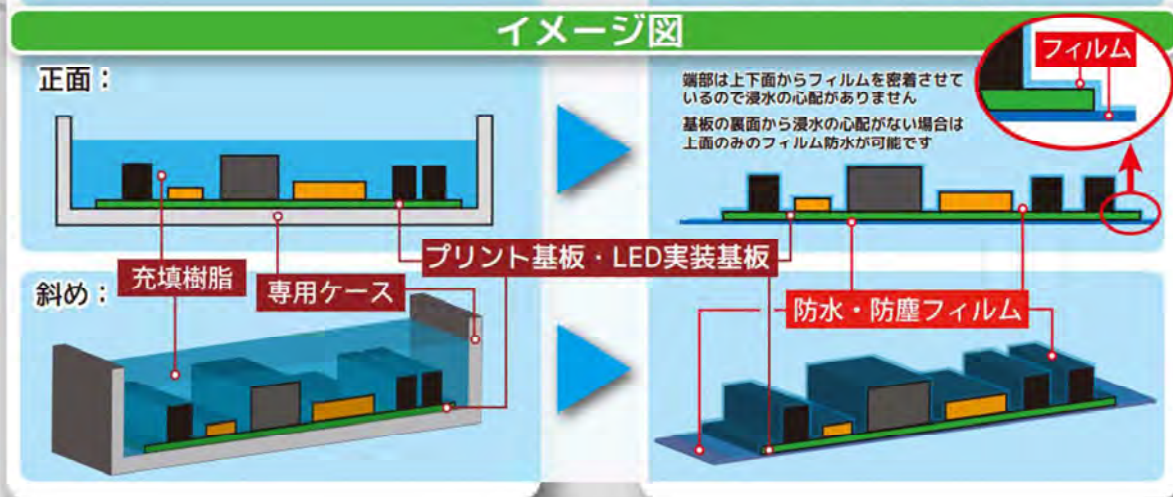 イメージ図
正面：
フィルム
端部は上下面からフィルムを密着させて
いるので浸水の心配がありません
基板の裏面から浸水の心配がない場合は
上面のみのフィルム防水が可能です
プリント基板・LED実装基板
充填樹脂
専用ケース
斜め：
防水・防塵フィルム